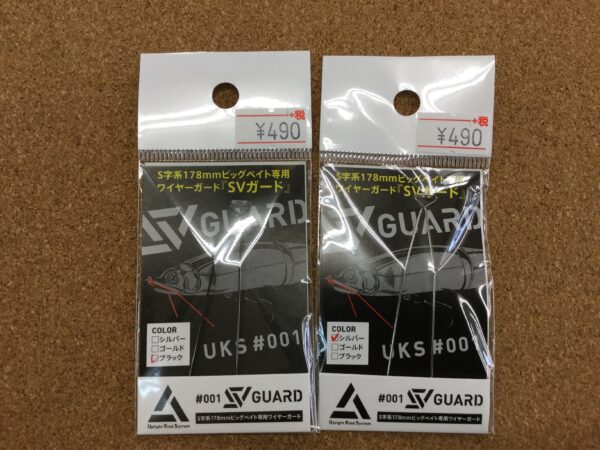 +税
¥490
S字系178mmビッグベイト専用
ワイヤーガード『SVガード』
SV GUARD
COLOR
シルバー
ゴールド
ブラック
UKS #001
#001 SV GUARD
Upright Kind System
S字系178mmビッグベイト専用ワイヤーガード
+税
¥490
S字系178mmビッグベイト専用
ワイヤーガード『SVガード』
SV GUARD
COLOR
シルバー
ゴールド
ブラック
UKS #001
#001 SV GUARD
Upright Kind System
S字系178mmビッグベイト専用ワイヤーガード